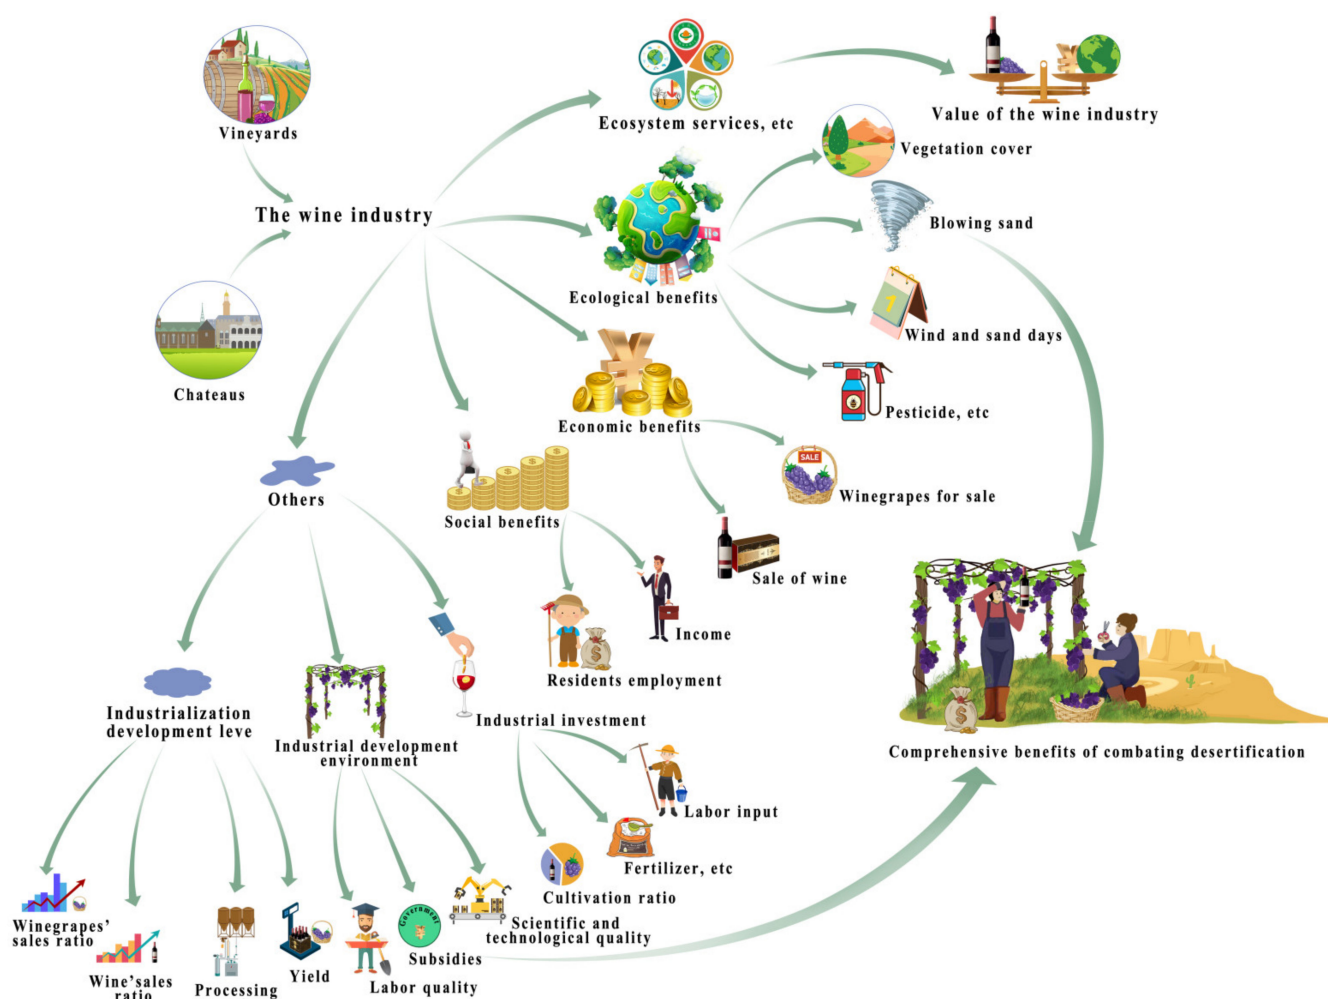 Vineyards
Ecosystem services, etc
Value of the wine industry
Vegetation cover
The wine industry
Blowing sand
Ecological benefits
1
Wind and sand days
Chateaus
Pesticide, etc
Economic benefits
SALE
Winegrapes for sale
Others
Social benefits
Sale of wine
Income
Residents employment
Industrialization
development leve
Industrial development
environment
Industrial investment
Comprehensive benefits of combating desertification
Labor input
Fertilizer, etc
Cultivation ratio
Winegrapes'
sales ratio
Wine'sales
ratio
Processing
Yield
Labor quality
Government
Subsidies
Scientific and
technological quality